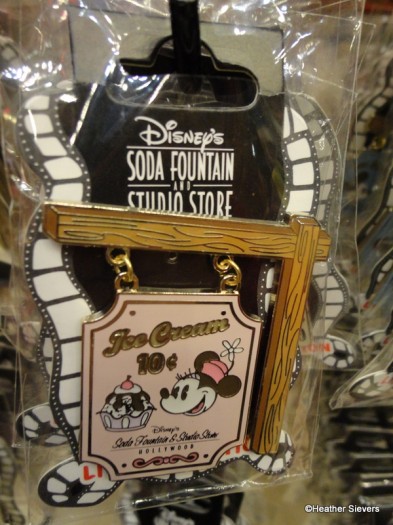 Disney's
SODA FOUNTAIN
AND
STUDIO STORE
Ice Cream
10¢
Disney's
Soda Fountain & Studio Store
HOLLYWOOD
©Heather Sievers